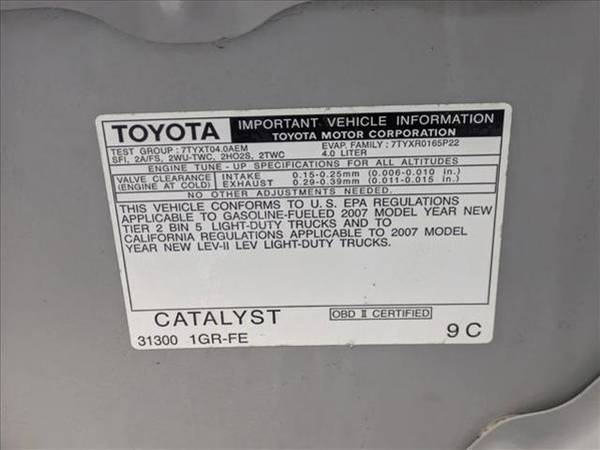 TOYOTA
IMPORTANT VEHICLE INFORMATION
TOYOTA MOTOR CORPORATION
TEST GROUP : 7TYXT04.0AEM EVAP. FAMILY : 7TYXR0165P22
SFI, 2A/FS, 2WU-TWC, 2HO2S, 2TWC 4.0 LITER
ENGINE TUNE - UP SPECIFICATIONS FOR ALL ALTITUDES
VALVE CLEARANCE INTAKE 0.15-0.25mm (0.006-0.010 in.)
(ENGINE AT COLD) EXHAUST 0.29-0.39mm (0.011-0.015 in.)
NO OTHER ADJUSTMENTS NEEDED.
THIS VEHICLE CONFORMS TO U.S. EPA REGULATIONS
APPLICABLE TO GASOLINE-FUELED 2007 MODEL YEAR NEW
TIER 2 BIN 5 LIGHT-DUTY TRUCKS AND TO
CALIFORNIA REGULATIONS APPLICABLE TO 2007 MODEL
YEAR NEW LEV-II LEV LIGHT-DUTY TRUCKS.
CATALYST
OBD II CERTIFIED
31300 1GR-FE
9 C